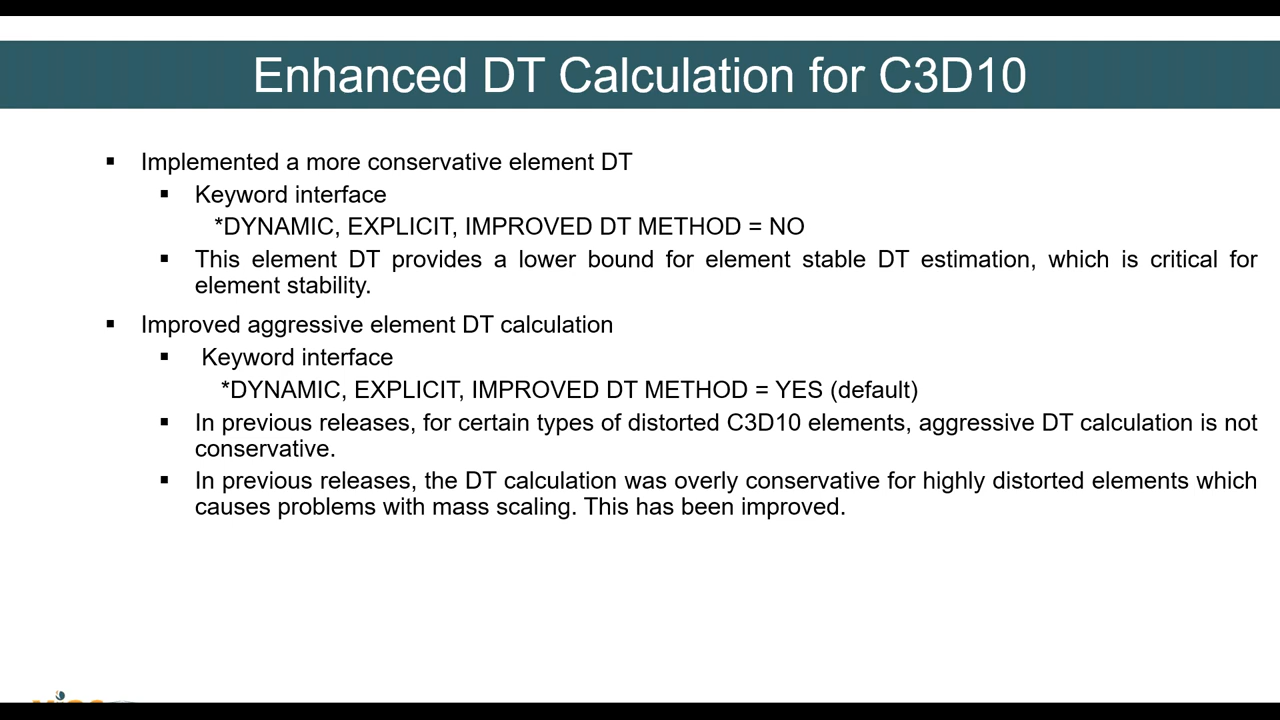 Enhanced DT Calculation for C3D10
▪ Implemented a more conservative element DT
▪ Keyword interface
*DYNAMIC, EXPLICIT, IMPROVED DT METHOD = NO
▪ This element DT provides a lower bound for element stable DT estimation, which is critical for
element stability.
▪ Improved aggressive element DT calculation
▪ Keyword interface
*DYNAMIC, EXPLICIT, IMPROVED DT METHOD = YES (default)
▪ In previous releases, for certain types of distorted C3D10 elements, aggressive DT calculation is not
conservative.
▪ In previous releases, the DT calculation was overly conservative for highly distorted elements which
causes problems with mass scaling. This has been improved.